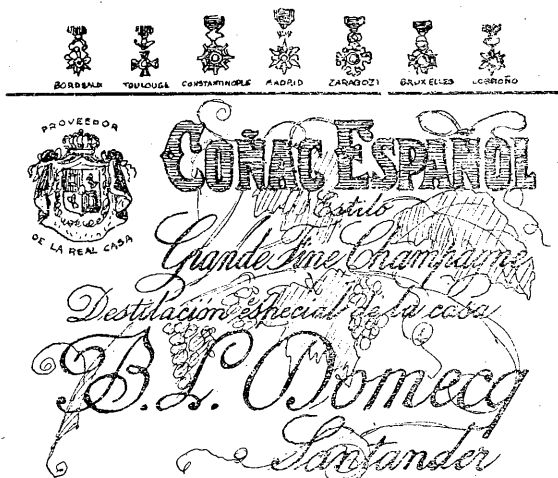 BORDEAUX TOULOUSE CONSTANTINOPLE MADRID ZARAGOZI BRUXELLES LOGROÑO
PROVEEDOR
DE LA REAL CASA
COÑAC ESPAÑOL
Estilo
Grande Fine Champagne
Destilación especial de la casa
B. L. Domecq
Santander